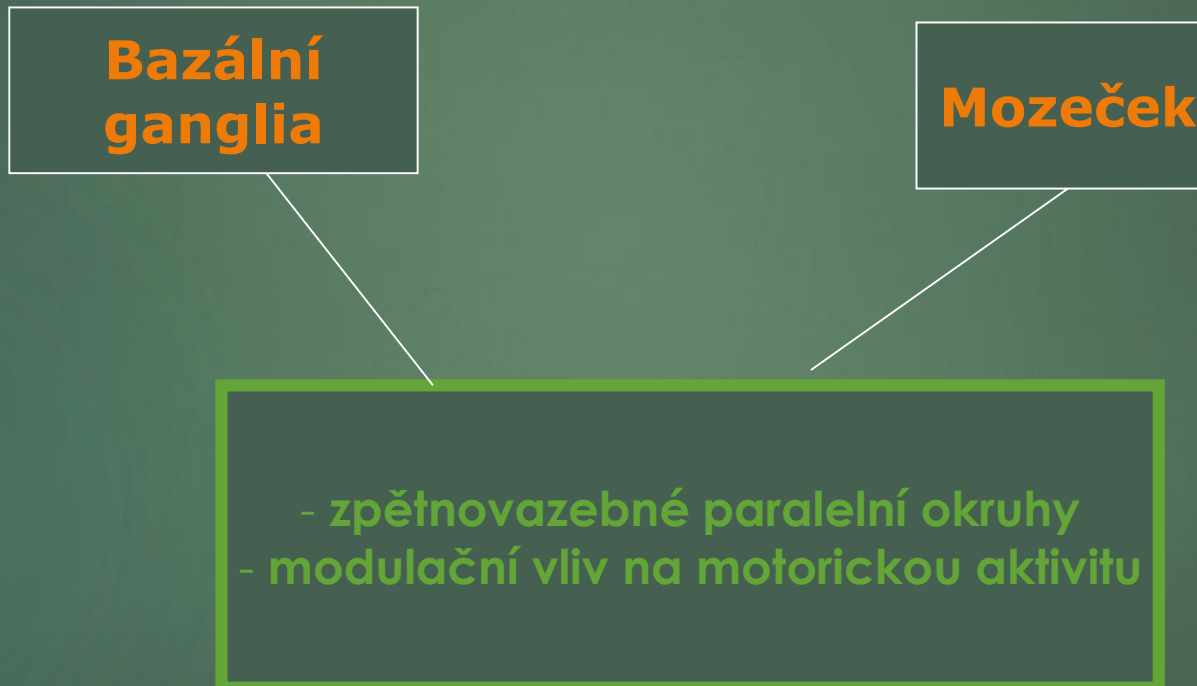 Bazální
ganglia
Mozeček
- zpětnovazebné paralelní okruhy
- modulační vliv na motorickou aktivitu